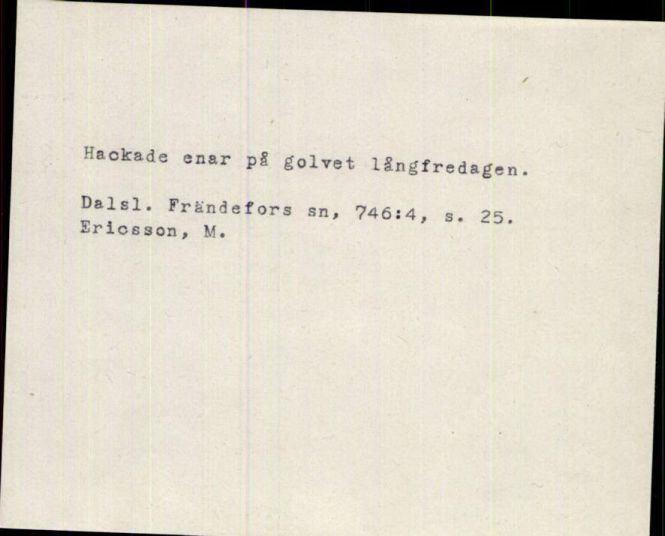 Hackade enar på golvet långfredagen.
Dalsl. Frändefors sn, 746:4, s. 25.
Ericsson, M.